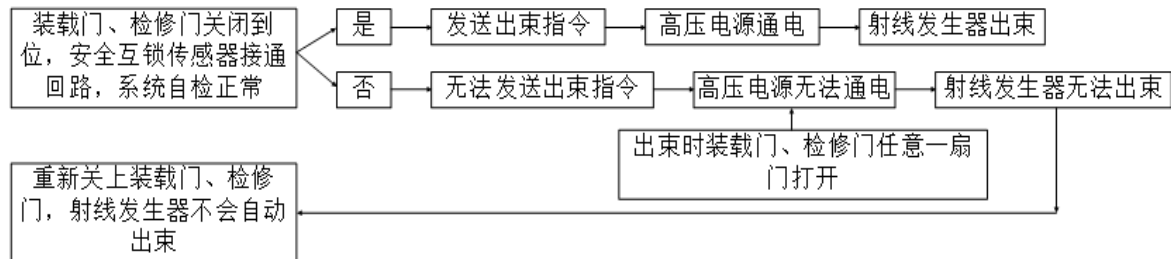 装载门、检修门关闭到
位，安全互锁传感器接通
回路，系统自检正常
是
发送出束指令
高压电源通电
射线发生器出束
否
无法发送出束指令
高压电源无法通电
射线发生器无法出束
出束时装载门、检修门任意一扇
门打开
重新关上装载门、检修
门，射线发生器不会自动
出束